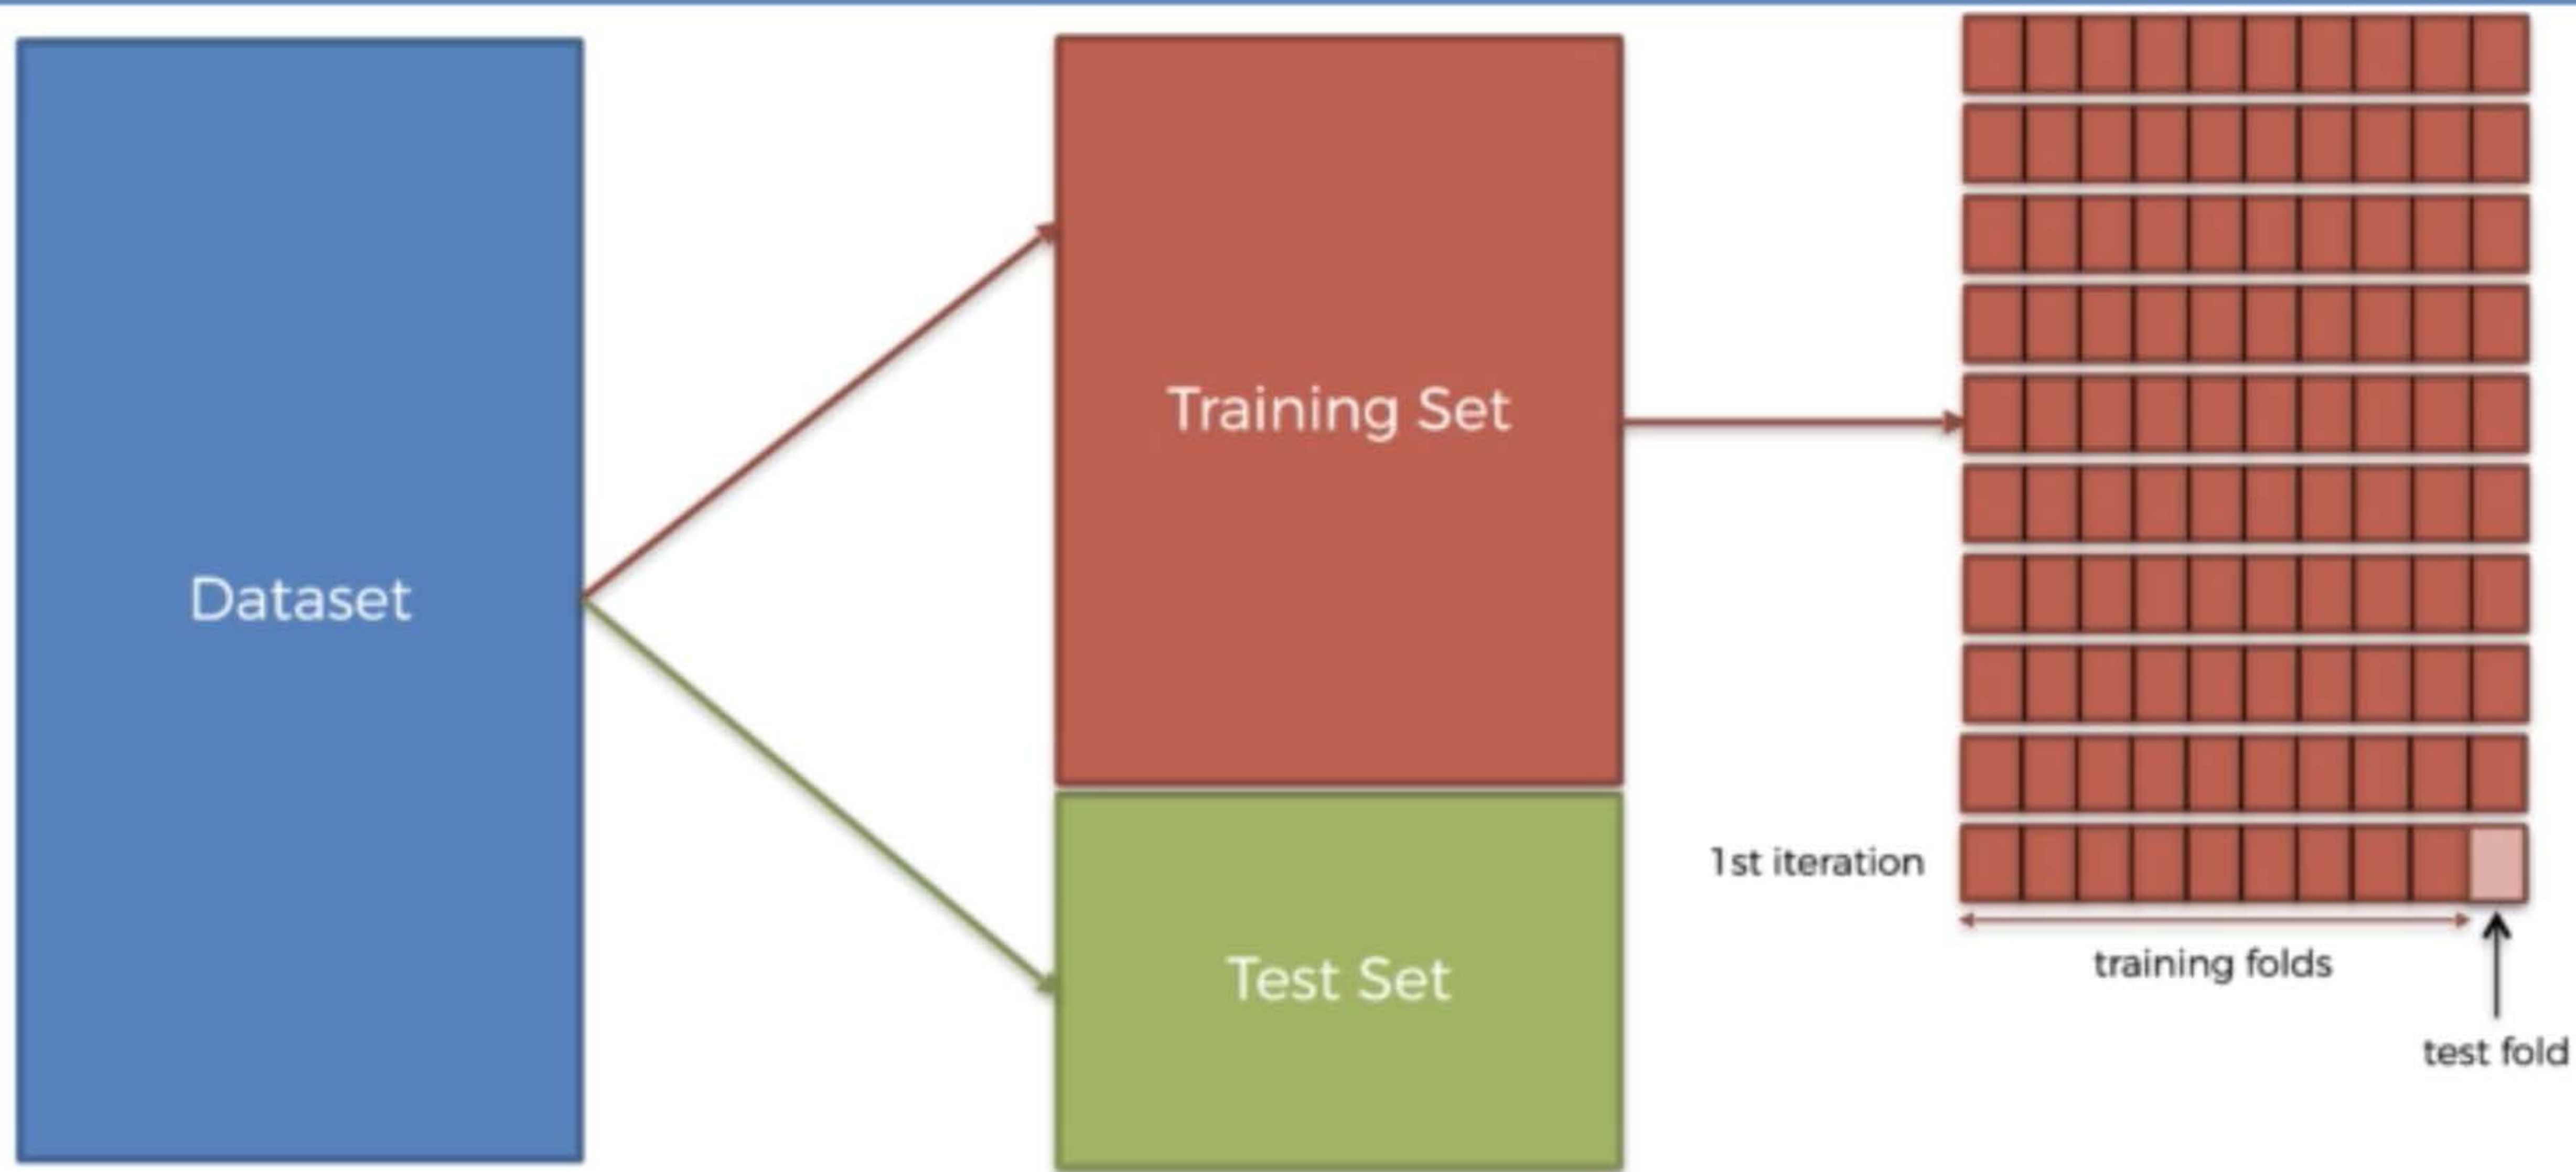 Dataset
Training Set
Test Set
1st iteration
training folds
test fold